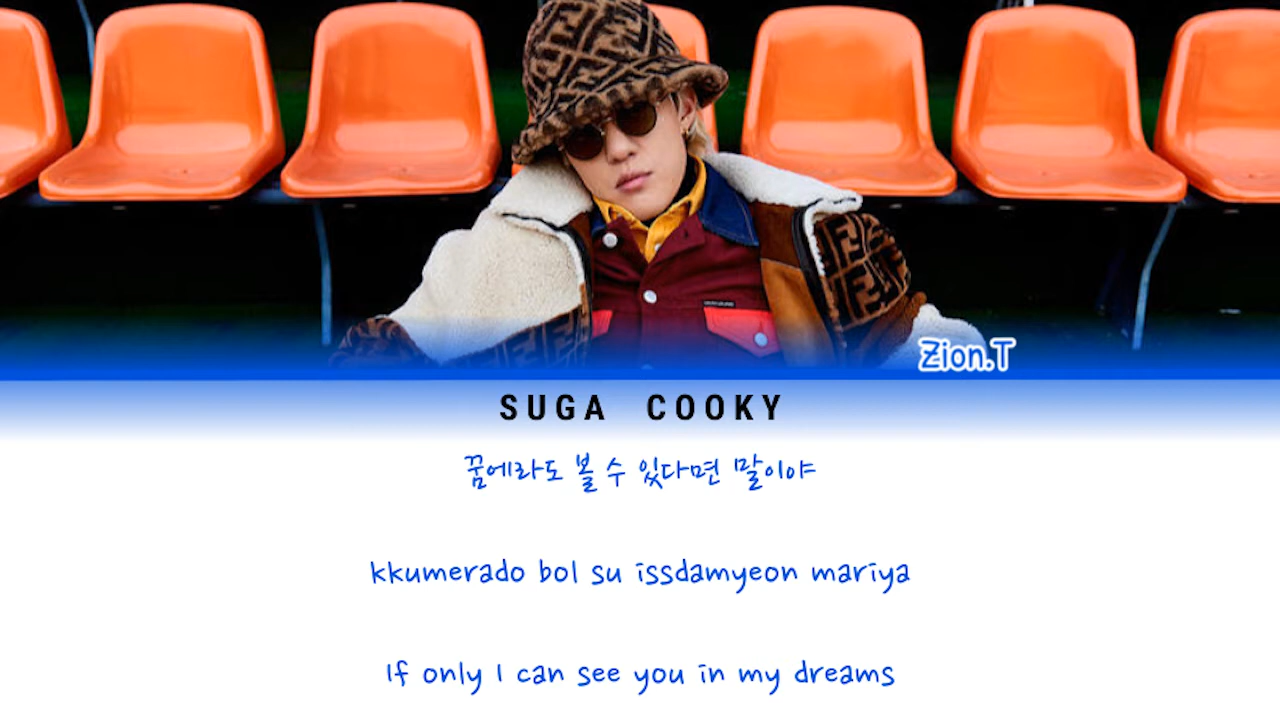 Zion.T
SUGA COOKY
꿈에라도 볼 수 있다면 말이야
kkumerado bol su issdamyeon mariya
If only I can see you in my dreams